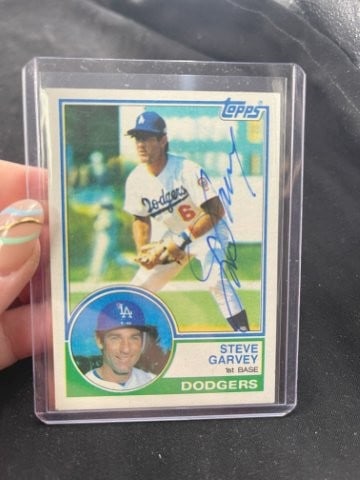 TOPPS
Dodgers
6
LA
STEVE
GARVEY
1st BASE
DODGERS